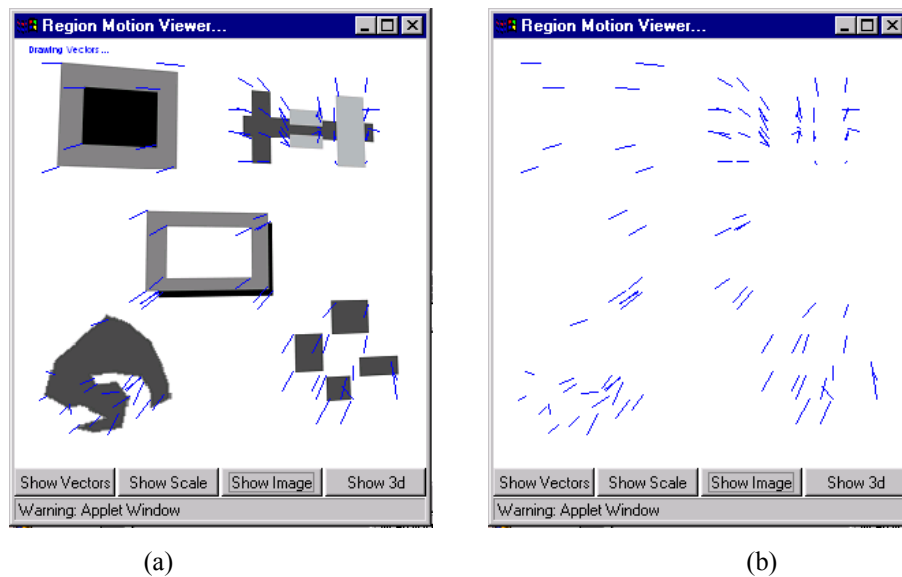 Region Motion Viewer...
Drawing Vectors...
Show Vectors Show Scale Show Image Show 3d
Warning: Applet Window
(a)
Region Motion Viewer...
Show Vectors Show Scale Show Image Show 3d
Warning: Applet Window
(b)